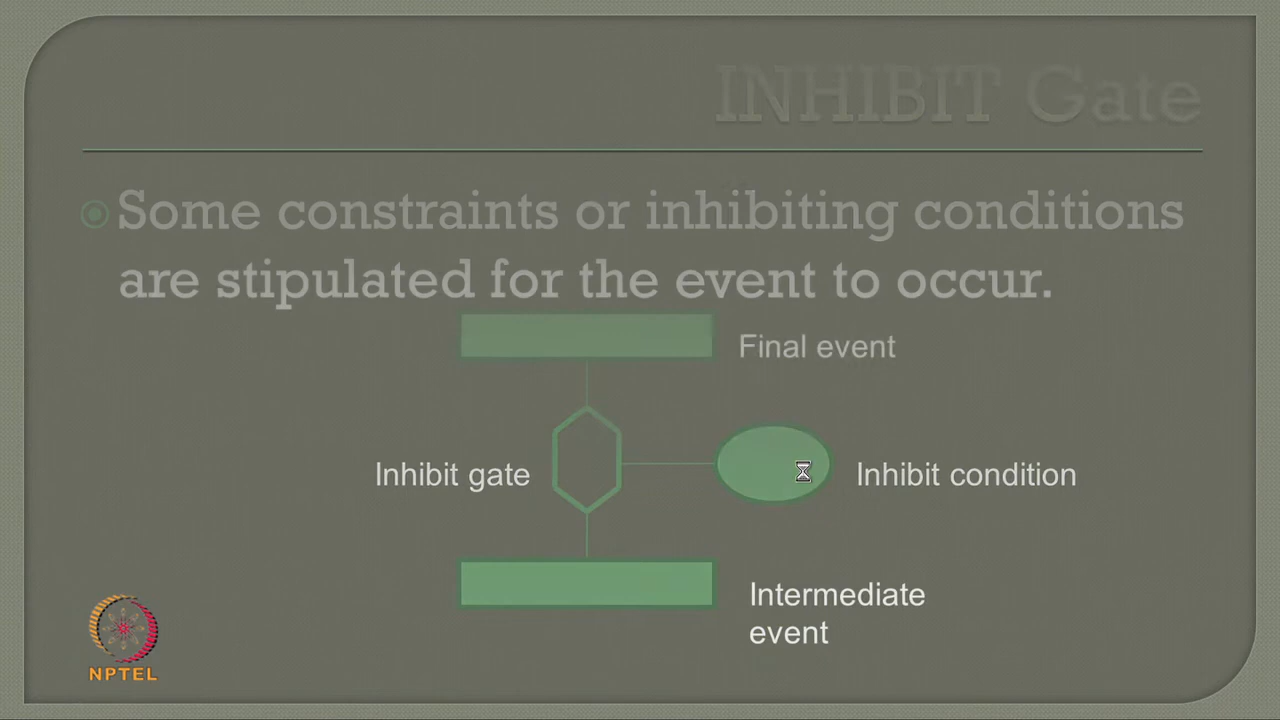 INHIBIT Gate
Some constraints or inhibiting conditions
are stipulated for the event to occur.
Final event
Inhibit gate
Inhibit condition
Intermediate
event
NPTEL